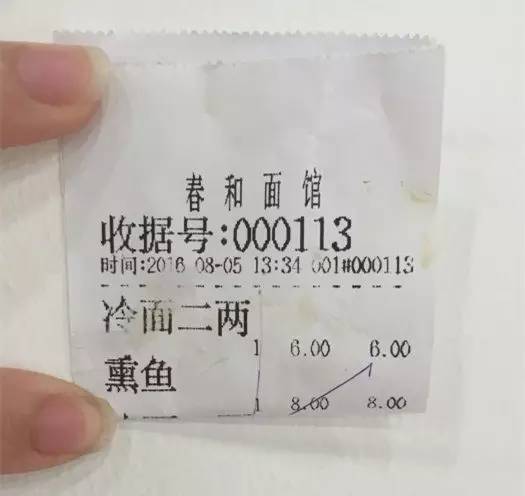 春和面馆
收据号:000113
时间:2016-08-05 13:34 001#000113
冷面二两
1 6.00 6.00
熏鱼
1 8.00 8.00